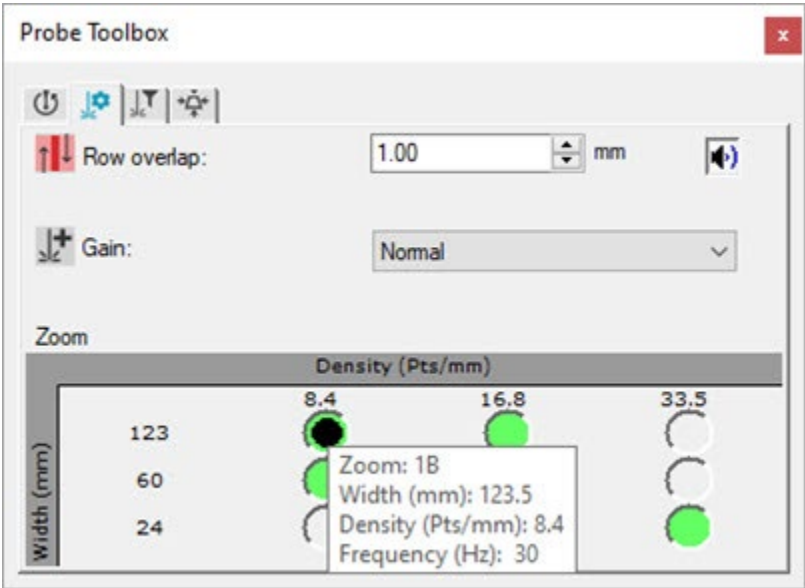 Probe Toolbox
x
Row overlap: 1.00 mm
Gain: Normal
Zoom
Density (Pts/mm)
8.4 16.8 33.5
Width (mm)
123
60
24
Zoom: 1B
Width (mm): 123.5
Density (Pts/mm): 8.4
Frequency (Hz): 30